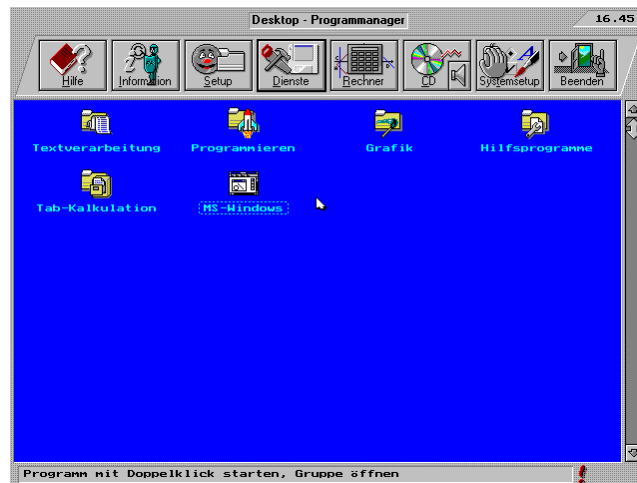 Desktop - Programmanager
16.45
Hilfe
Information
Setup
Dienste
Rechner
CD
Systemsetup
Beenden
Textverarbeitung
Programmieren
Grafik
Hilfsprogramme
Tab-Kalkulation
MS-Windows
Programm mit Doppelklick starten, Gruppe öffnen